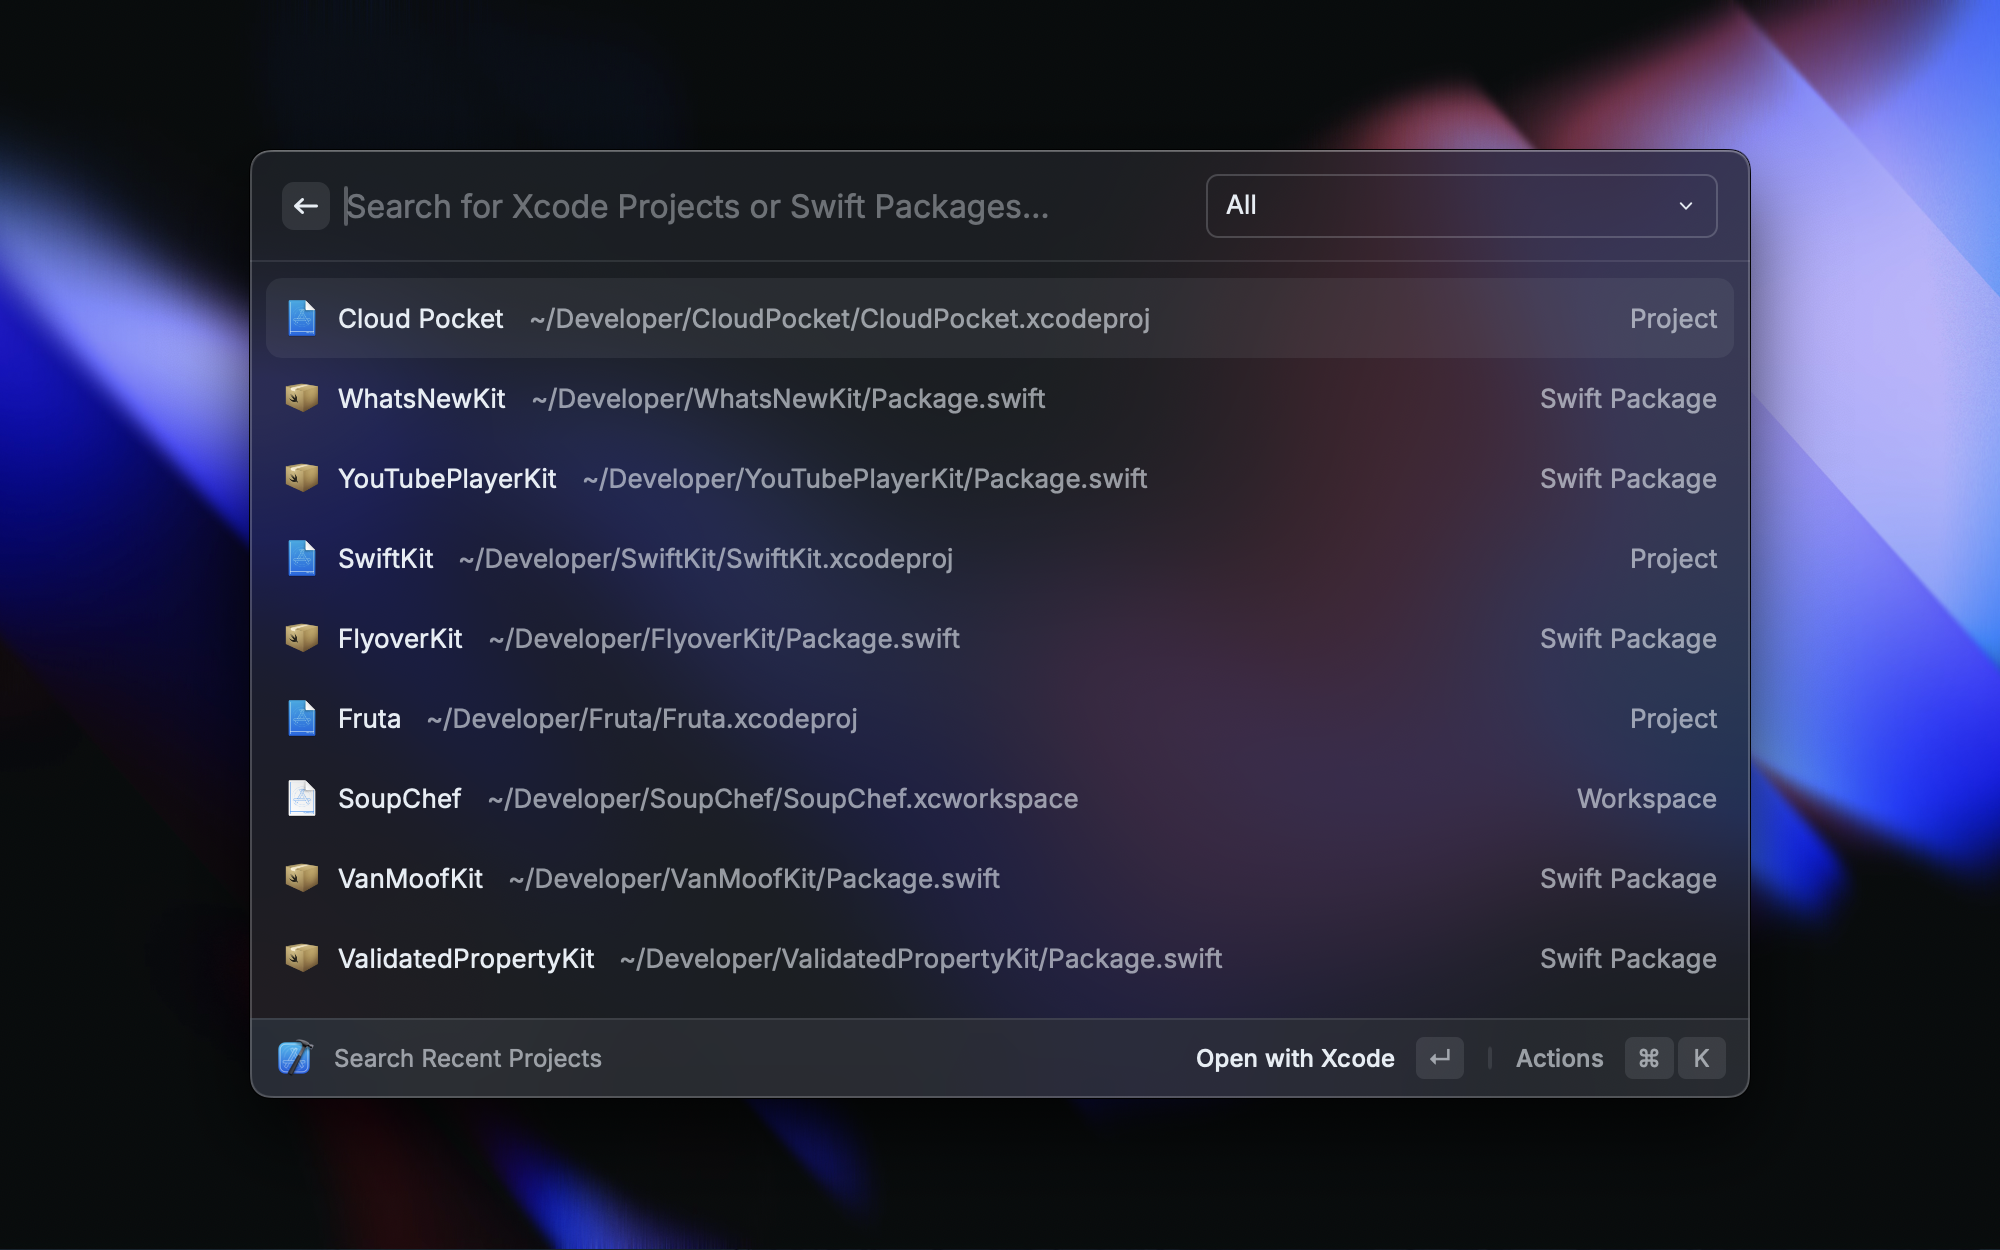 Search for Xcode Projects or Swift Packages... All
Cloud Pocket ~/Developer/CloudPocket/CloudPocket.xcodeproj Project
WhatsNewKit ~/Developer/WhatsNewKit/Package.swift Swift Package
YouTubePlayerKit ~/Developer/YouTubePlayerKit/Package.swift Swift Package
SwiftKit ~/Developer/SwiftKit/SwiftKit.xcodeproj Project
FlyoverKit ~/Developer/FlyoverKit/Package.swift Swift Package
Fruta ~/Developer/Fruta/Fruta.xcodeproj Project
SoupChef ~/Developer/SoupChef/SoupChef.xcworkspace Workspace
VanMoofKit ~/Developer/VanMoofKit/Package.swift Swift Package
ValidatedPropertyKit ~/Developer/ValidatedPropertyKit/Package.swift Swift Package
Search Recent Projects Open with Xcode ↵ Actions ⌘ K